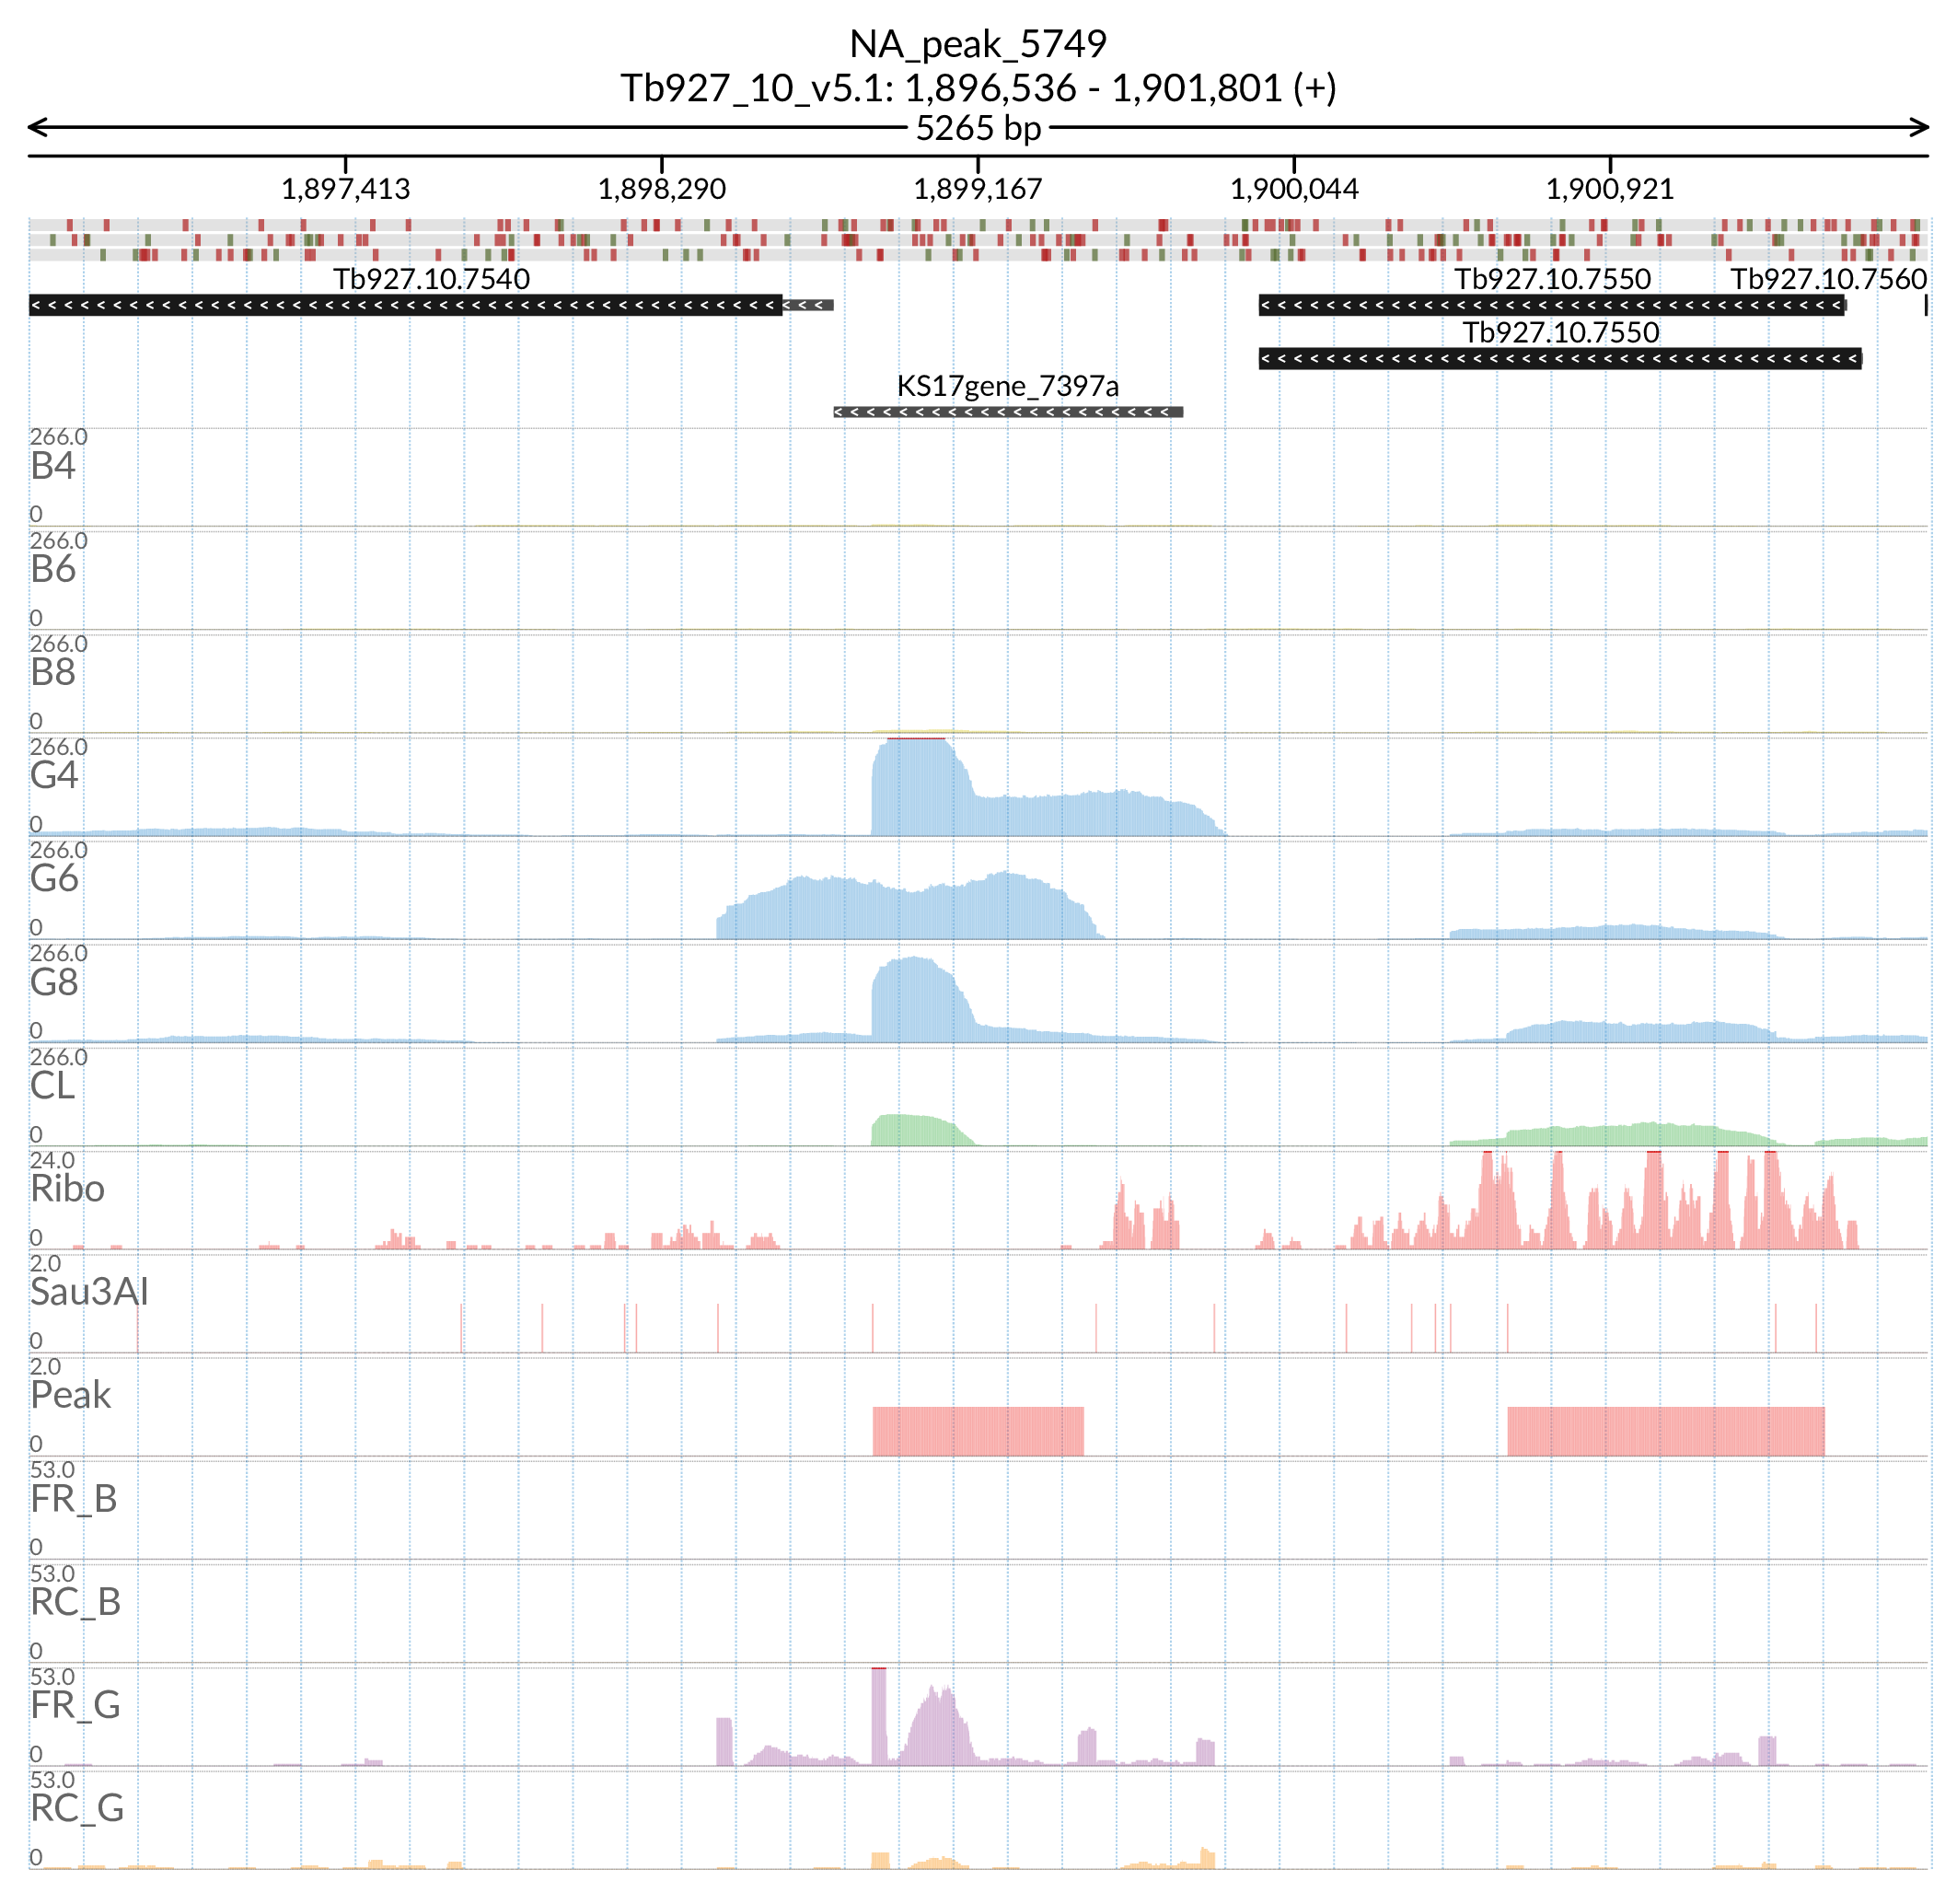 NA_peak_5749
Tb927_10_v5.1: 1,896,536 - 1,901,801 (+)
5265 bp
1,897,413 1,898,290 1,899,167 1,900,044 1,900,921
Tb927.10.7540 Tb927.10.7550 Tb927.10.7560
Tb927.10.7550
KS17gene_7397a
266.0
B4
0
266.0
B6
0
266.0
B8
0
266.0
G4
0
266.0
G6
0
266.0
G8
0
266.0
CL
0
24.0
Ribo
0
2.0
Sau3AI
0
2.0
Peak
0
53.0
FR_B
0
53.0
RC_B
0
53.0
FR_G
0
53.0
RC_G
0